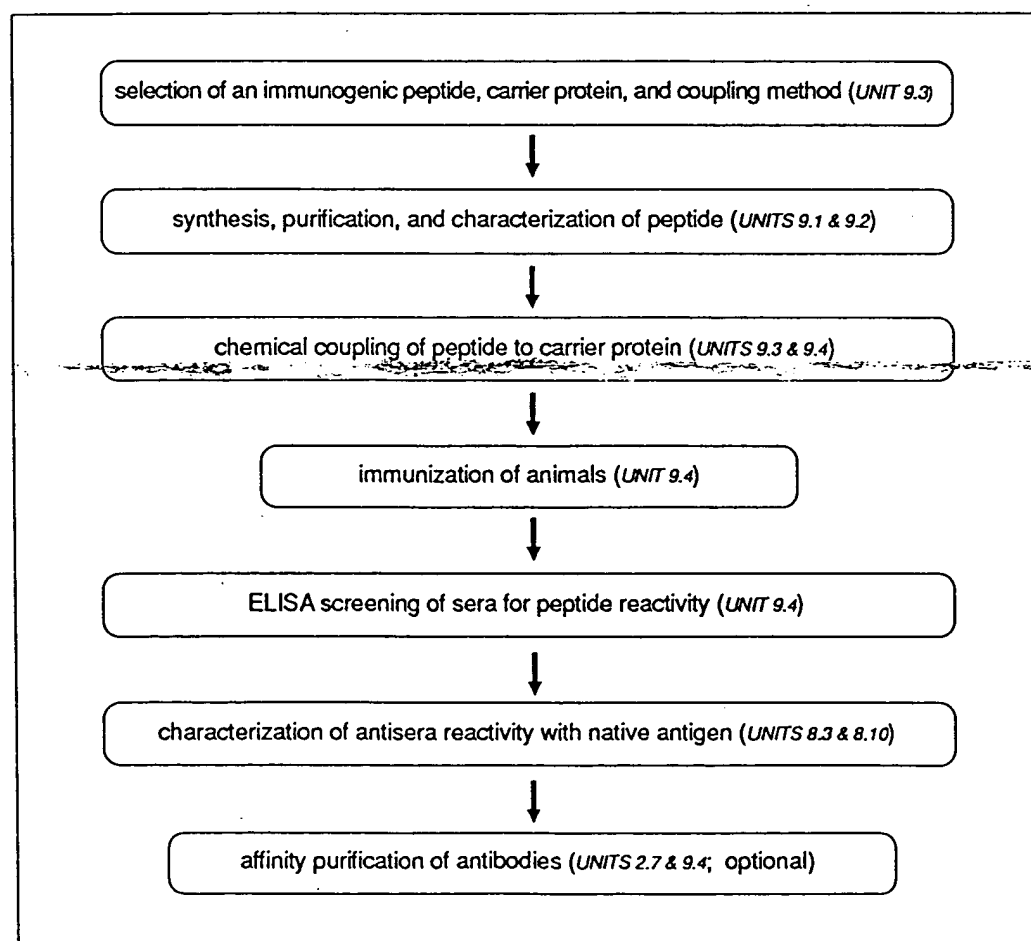 selection of an immunogenic peptide, carrier protein, and coupling method (UNIT 9.3)
synthesis, purification, and characterization of peptide (UNITS 9.1 & 9.2)
chemical coupling of peptide to carrier protein (UNITS 9.3 & 9.4)
immunization of animals (UNIT 9.4)
ELISA screening of sera for peptide reactivity (UNIT 9.4)
characterization of antisera reactivity with native antigen (UNITS 8.3 & 8.10)
affinity purification of antibodies (UNITS 2.7 & 9.4; optional)